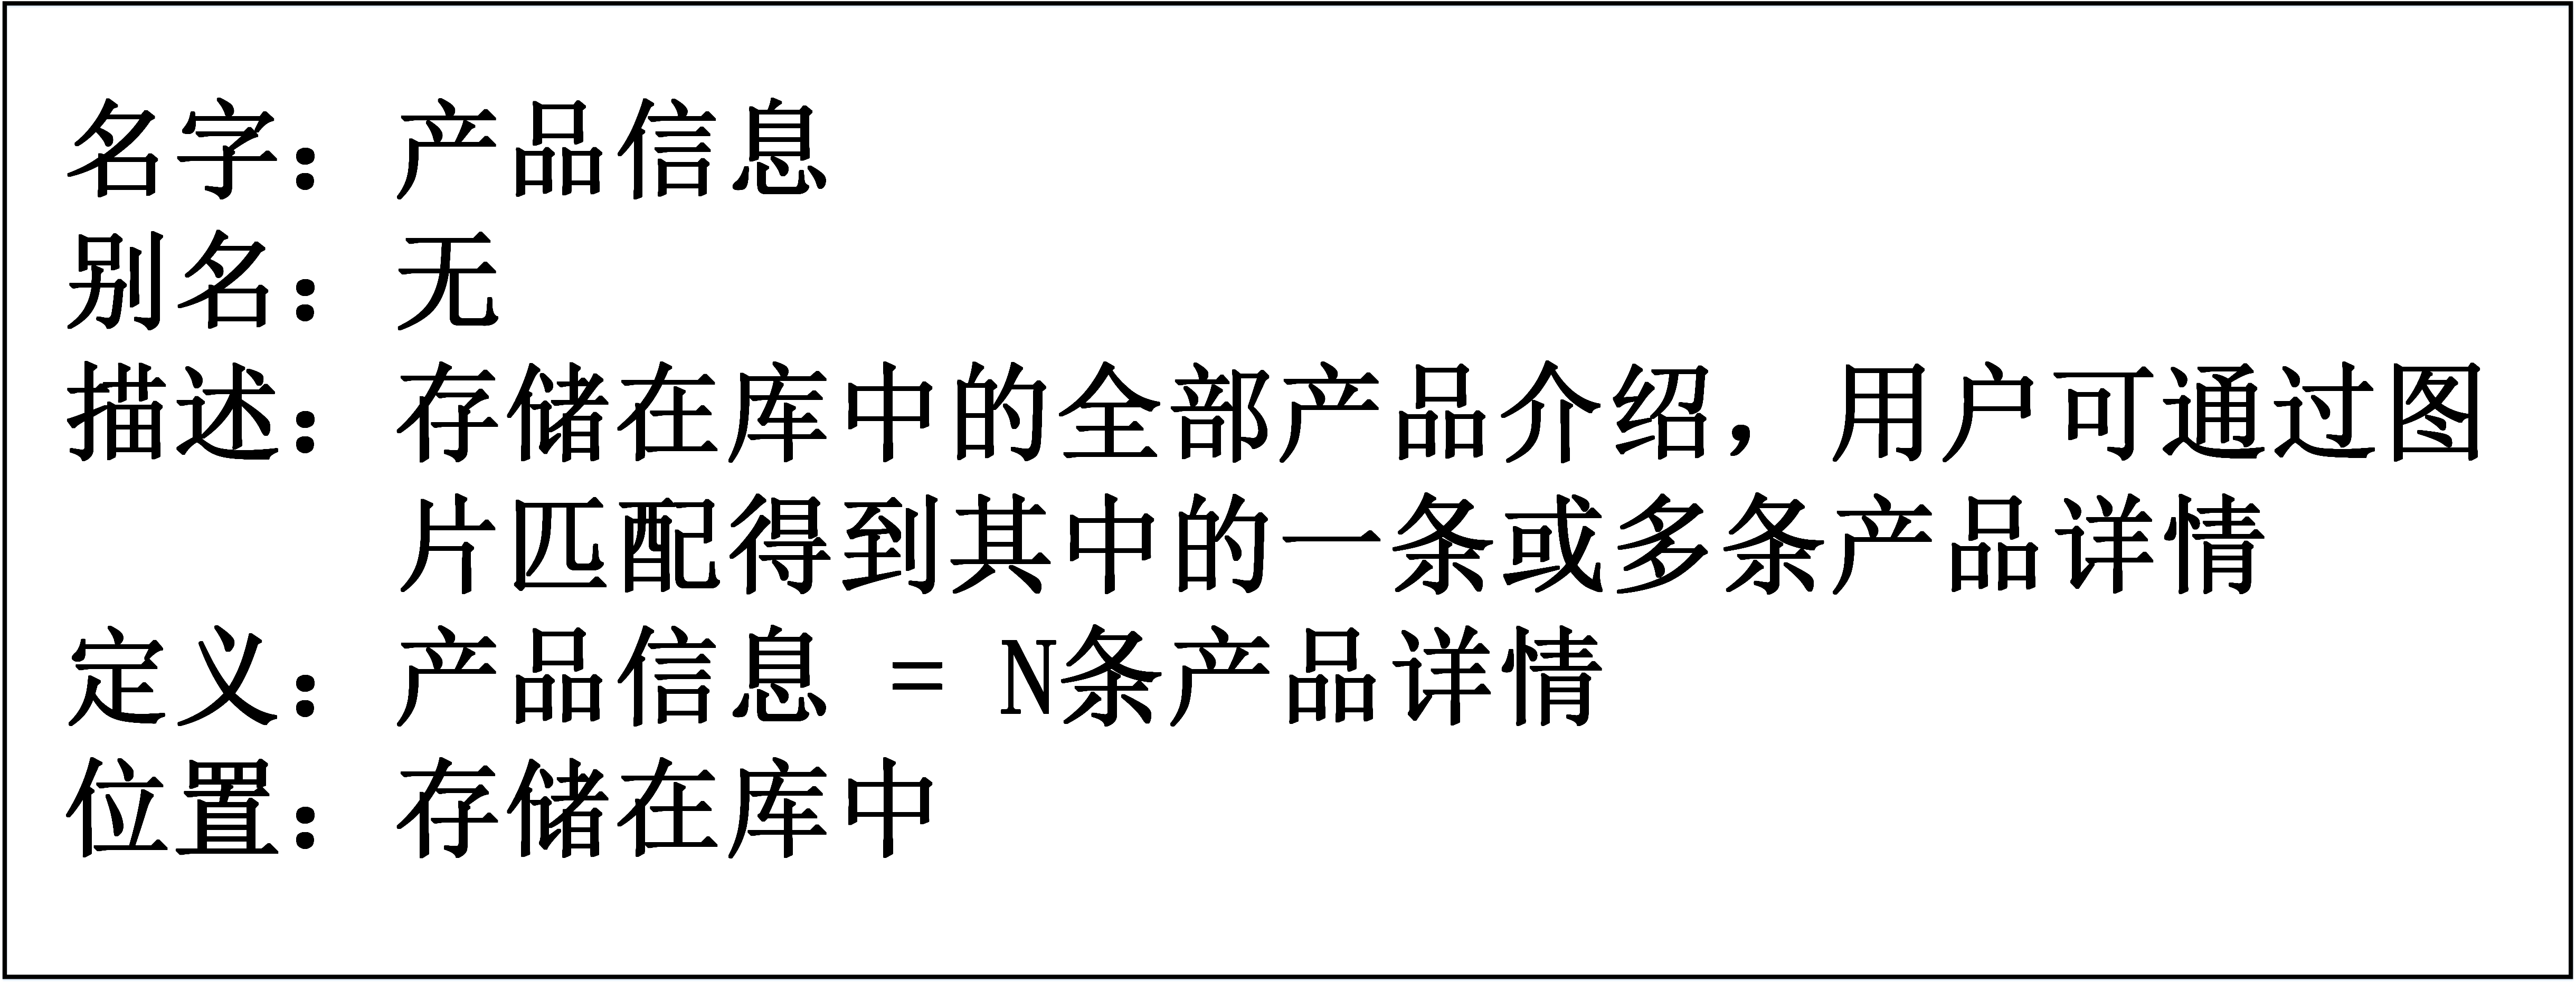 名字：产品信息
别名：无
描述：存储在库中的全部产品介绍，用户可通过图
片匹配得到其中的一条或多条产品详情
定义：产品信息 = N条产品详情
位置：存储在库中